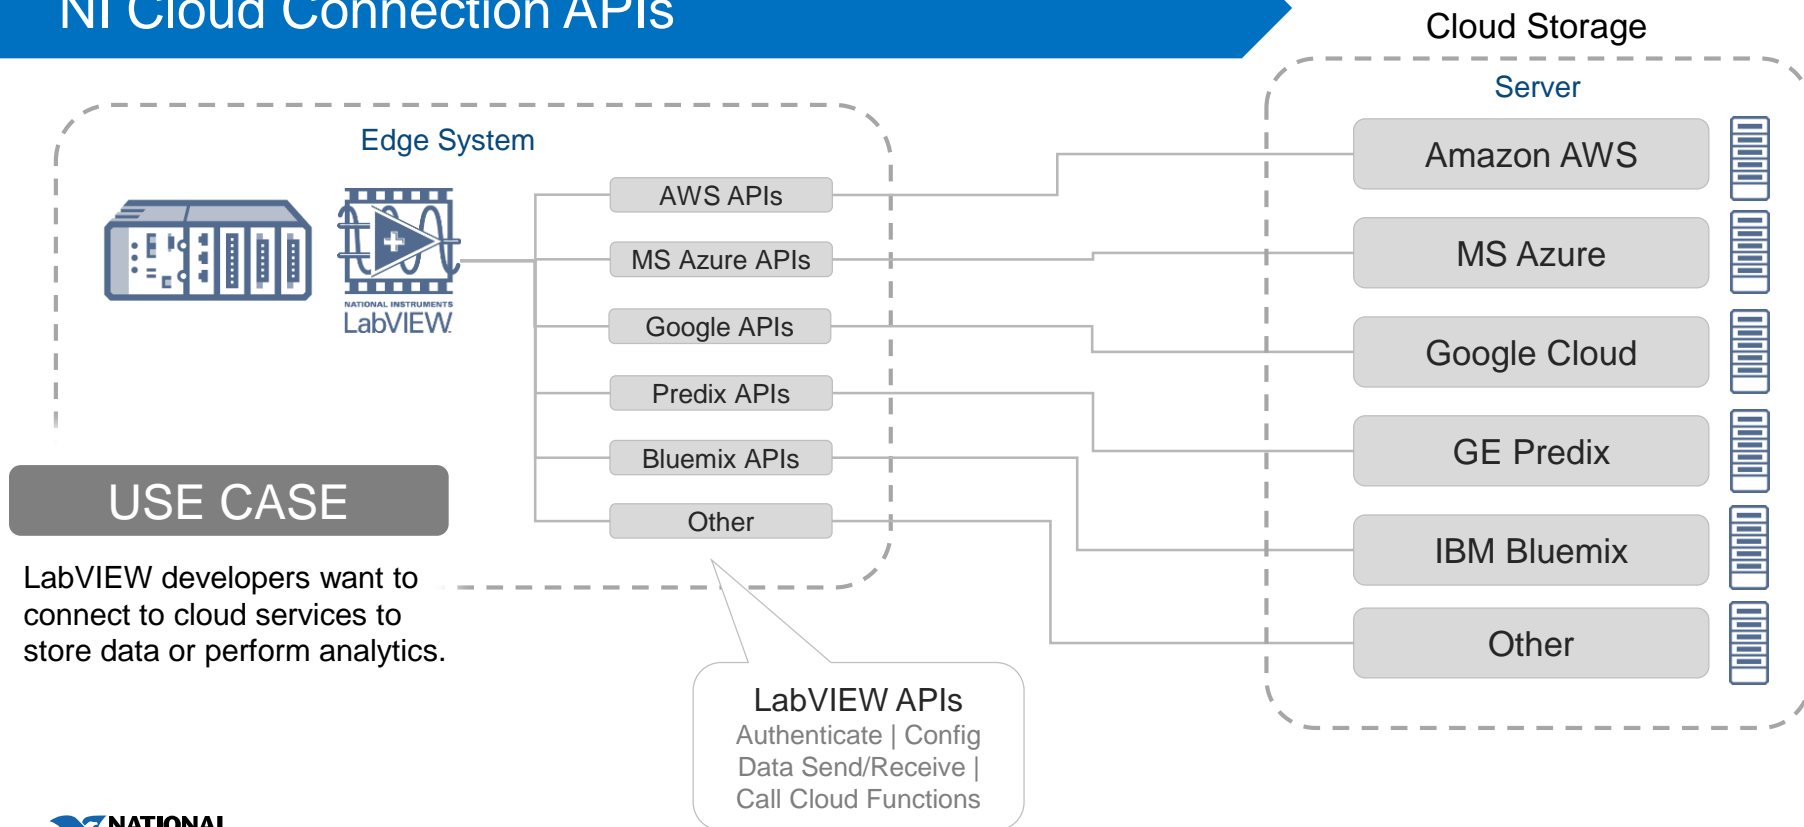 NI Cloud Connection APIs
Cloud Storage
Server
Edge System
AWS APIs
MS Azure APIs
Google APIs
Predix APIs
Bluemix APIs
Other
NATIONAL INSTRUMENTS
LabVIEW
Amazon AWS
MS Azure
Google Cloud
GE Predix
IBM Bluemix
Other
USE CASE
LabVIEW developers want to
connect to cloud services to
store data or perform analytics.
LabVIEW APIs
Authenticate | Config
Data Send/Receive |
Call Cloud Functions
NATIONAL